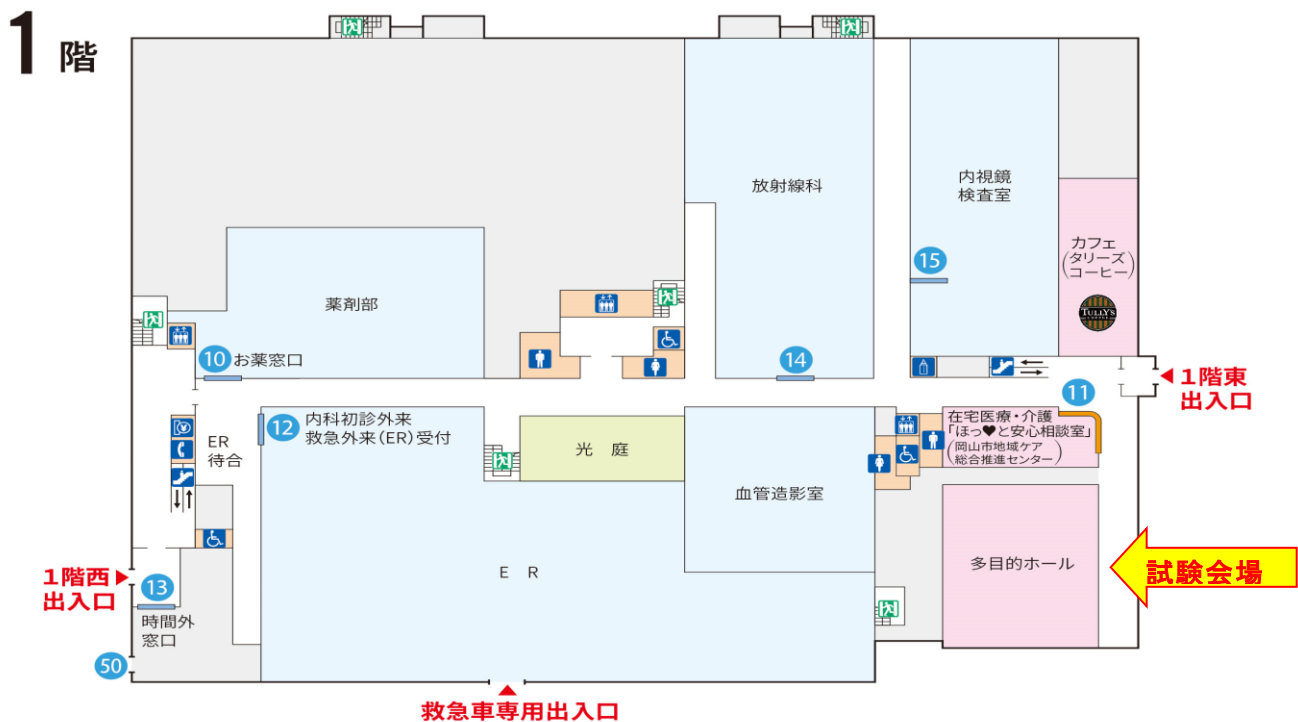 1階
放射線科
内視鏡
検査室
カフェ
(タリーズ
コーヒー)
TULLY'S
COFFEE
15
薬剤部
10 お薬窓口
14
11
1階東
出入口
12 内科初診外来
救急外来(ER)受付
ER
待合
光 庭
在宅医療・介護
「ほっ♥と安心相談室」
(岡山市地域ケア
総合推進センター)
血管造影室
E R
多目的ホール
試験会場
1階西
出入口
13
時間外
窓口
50
救急車専用出入口